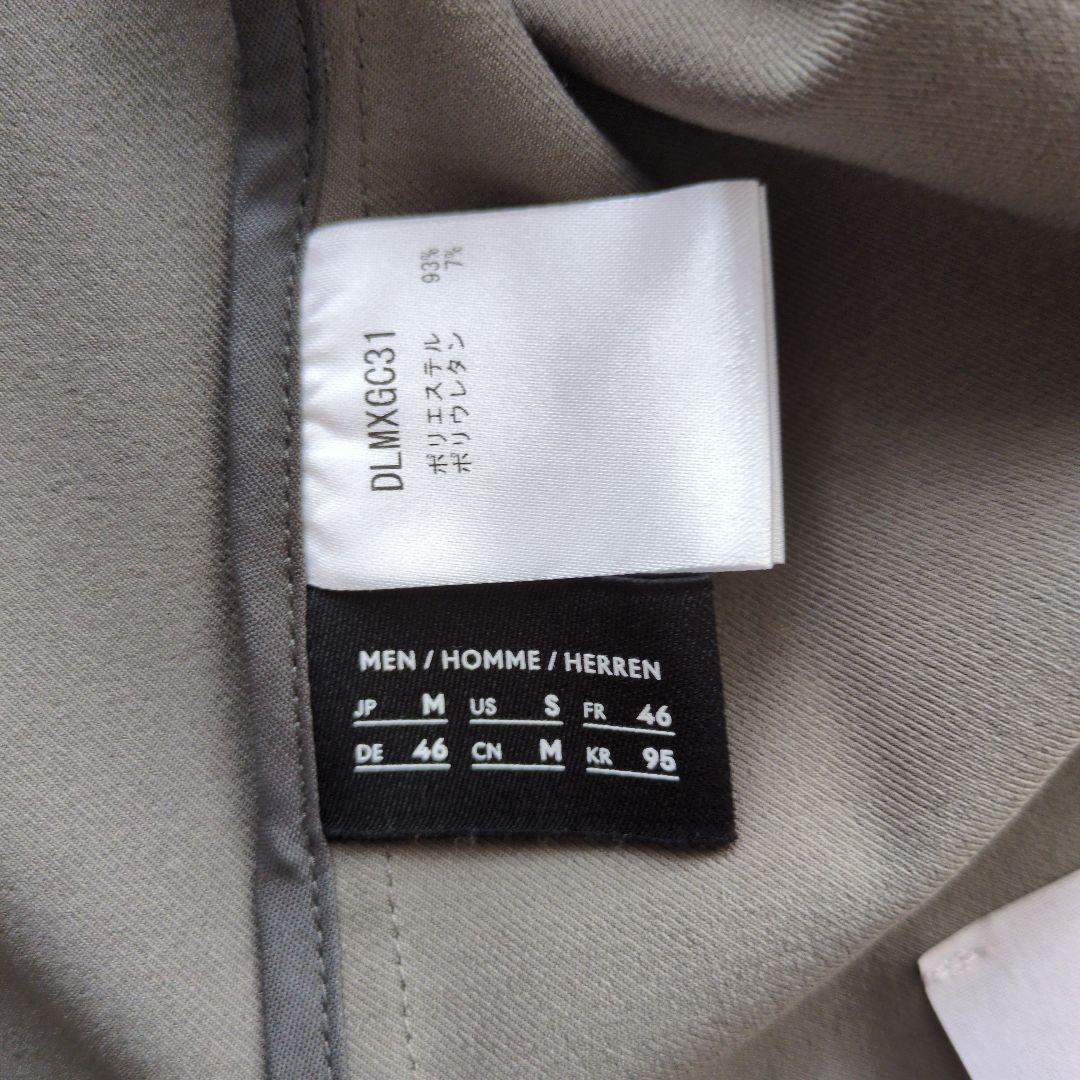 DLMXGC31
ポリエステル 93%
ポリウレタン 7%
MEN / HOMME / HERREN
JP M US S FR 46
DE 46 CN M KR 95